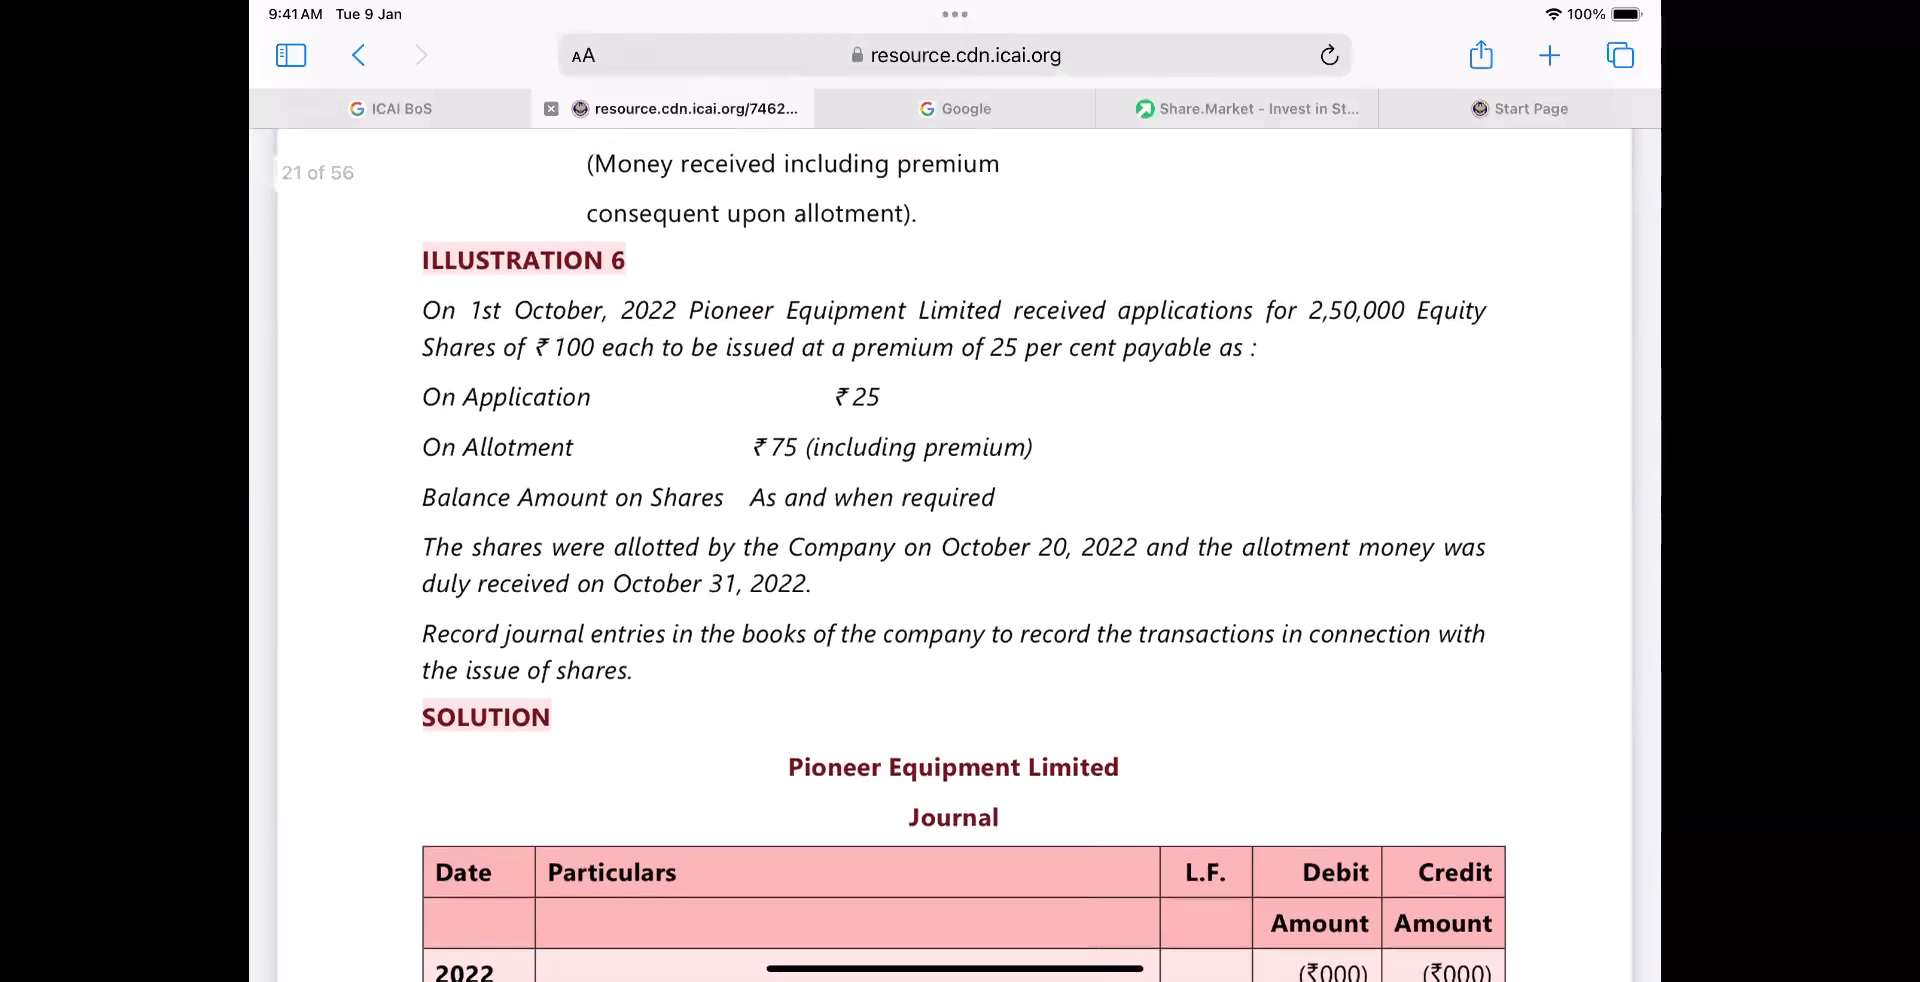 9:41 AM Tue 9 Jan
100%
AA
resource.cdn.icai.org
ICAI BoS
resource.cdn.icai.org/7462...
Google
Share.Market - Invest in St...
Start Page
21 of 56
(Money received including premium
consequent upon allotment).
ILLUSTRATION 6
On 1st October, 2022 Pioneer Equipment Limited received applications for 2,50,000 Equity
Shares of ₹ 100 each to be issued at a premium of 25 per cent payable as :
On Application ₹ 25
On Allotment ₹ 75 (including premium)
Balance Amount on Shares As and when required
The shares were allotted by the Company on October 20, 2022 and the allotment money was
duly received on October 31, 2022.
Record journal entries in the books of the company to record the transactions in connection with
the issue of shares.
SOLUTION
Pioneer Equipment Limited
Journal
Date Particulars L.F. Debit Credit
Amount Amount
2022 (₹000) (₹000)